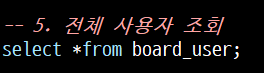 -- 5. 전체 사용자 조회
select *from board_user;